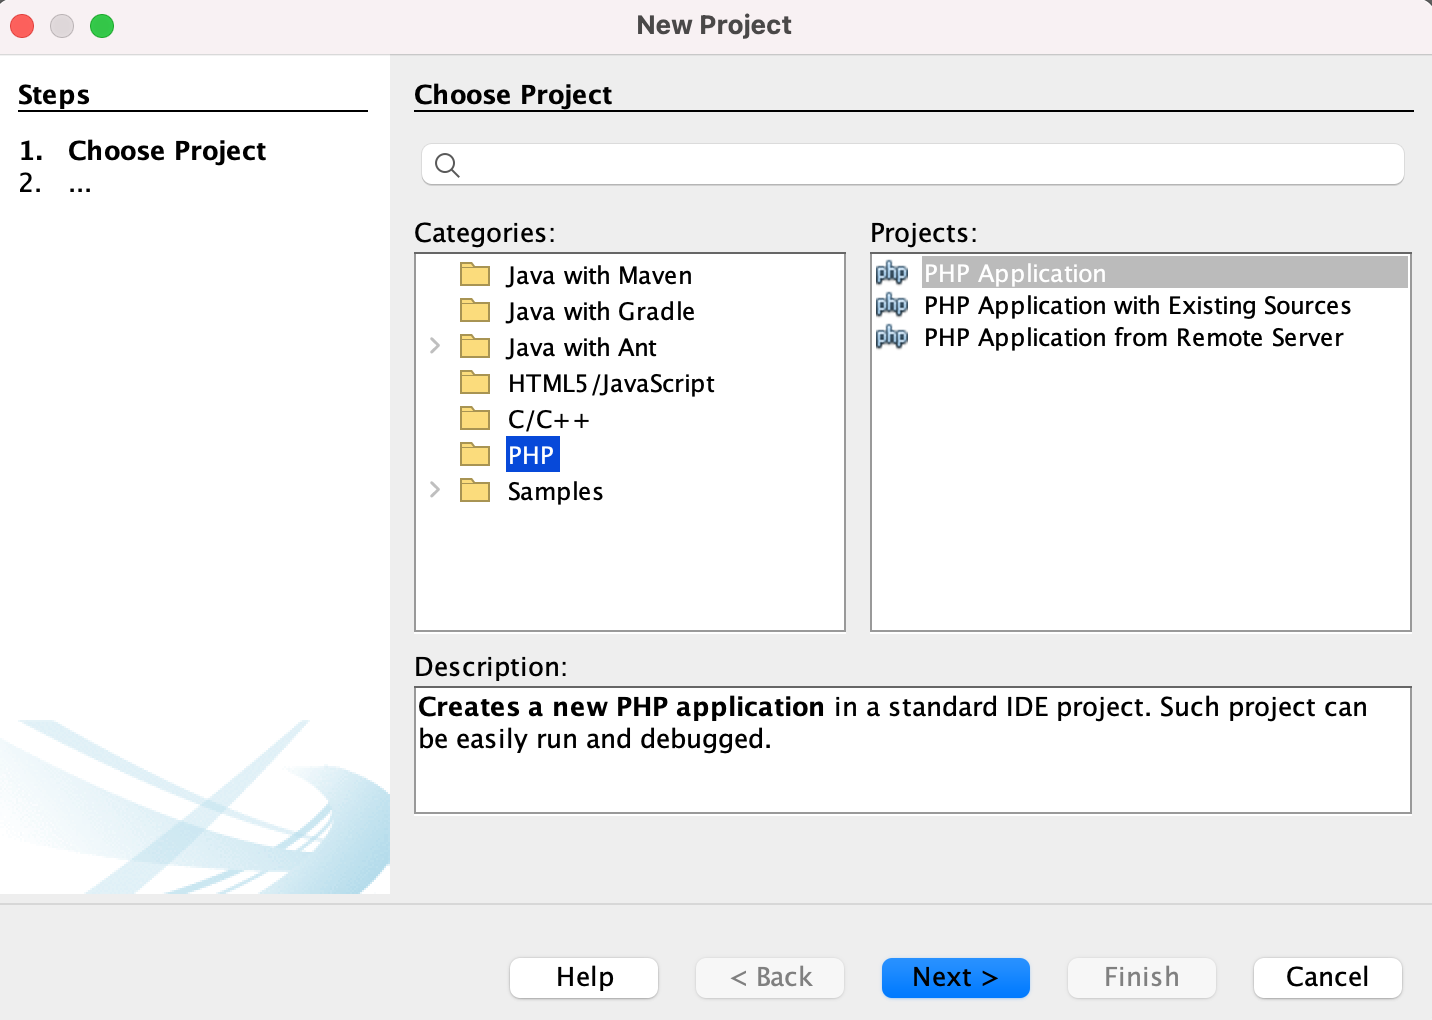 New Project
Steps
1. Choose Project
2. ...
Choose Project
Categories:
Java with Maven
Java with Gradle
Java with Ant
HTML5/JavaScript
C/C++
PHP
Samples
Projects:
php PHP Application
php PHP Application with Existing Sources
php PHP Application from Remote Server
Description:
Creates a new PHP application in a standard IDE project. Such project can
be easily run and debugged.
Help < Back Next > Finish Cancel